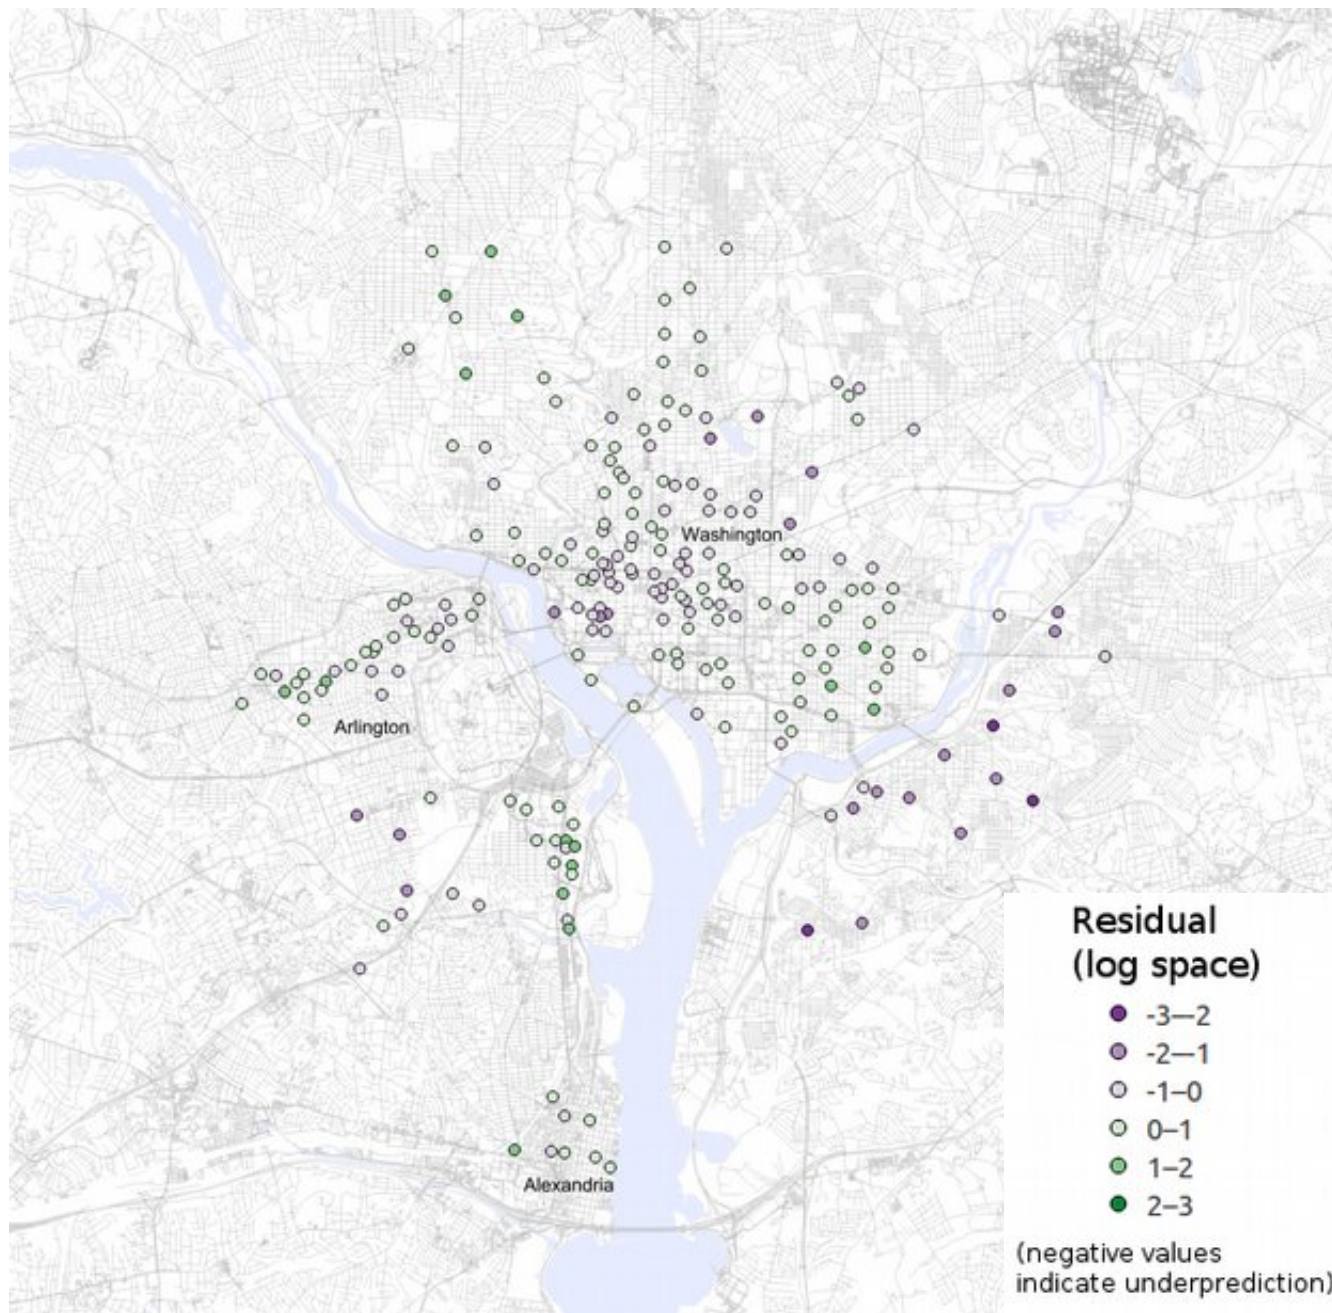 Washington
Arlington
Alexandria
Residual
(log space)
-3—2
-2—1
-1–0
0–1
1–2
2–3
(negative values
indicate underprediction)